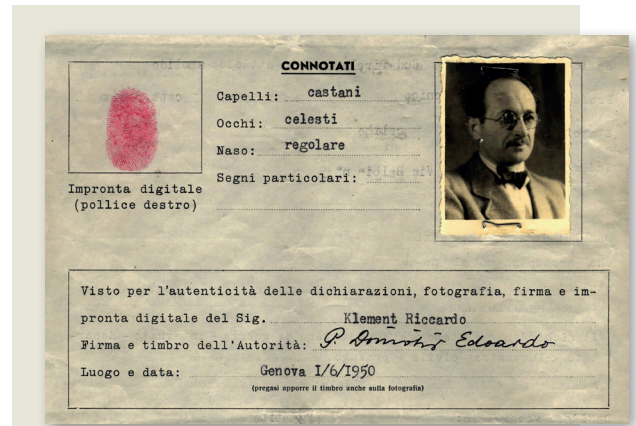 CONNOTATI
Capelli: castani
Occhi: celesti
Naso: regolare
Segni particolari:
Impronta digitale
(pollice destro)
Visto per l'autenticità delle dichiarazioni, fotografia, firma e im-
pronta digitale del Sig. Klement Riccardo
Firma e timbro dell'Autorità: P. Edoardo
Luogo e data: Genova I/6/1950
(pregasi apporre il timbro anche sulla fotografia)